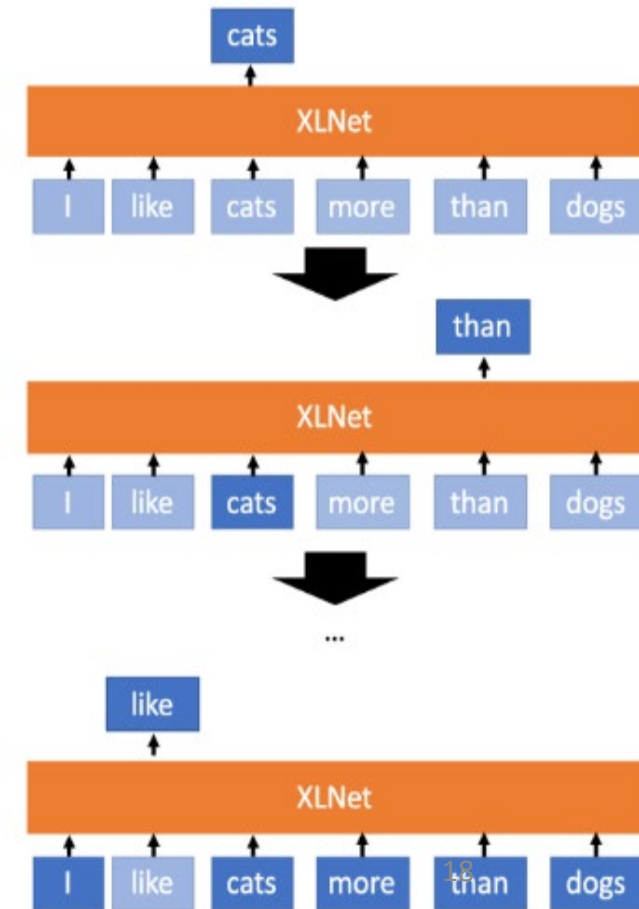 cats
XLNet
I like cats more than dogs
than
XLNet
I like cats more than dogs
...
like
XLNet
I like cats more than dogs
18